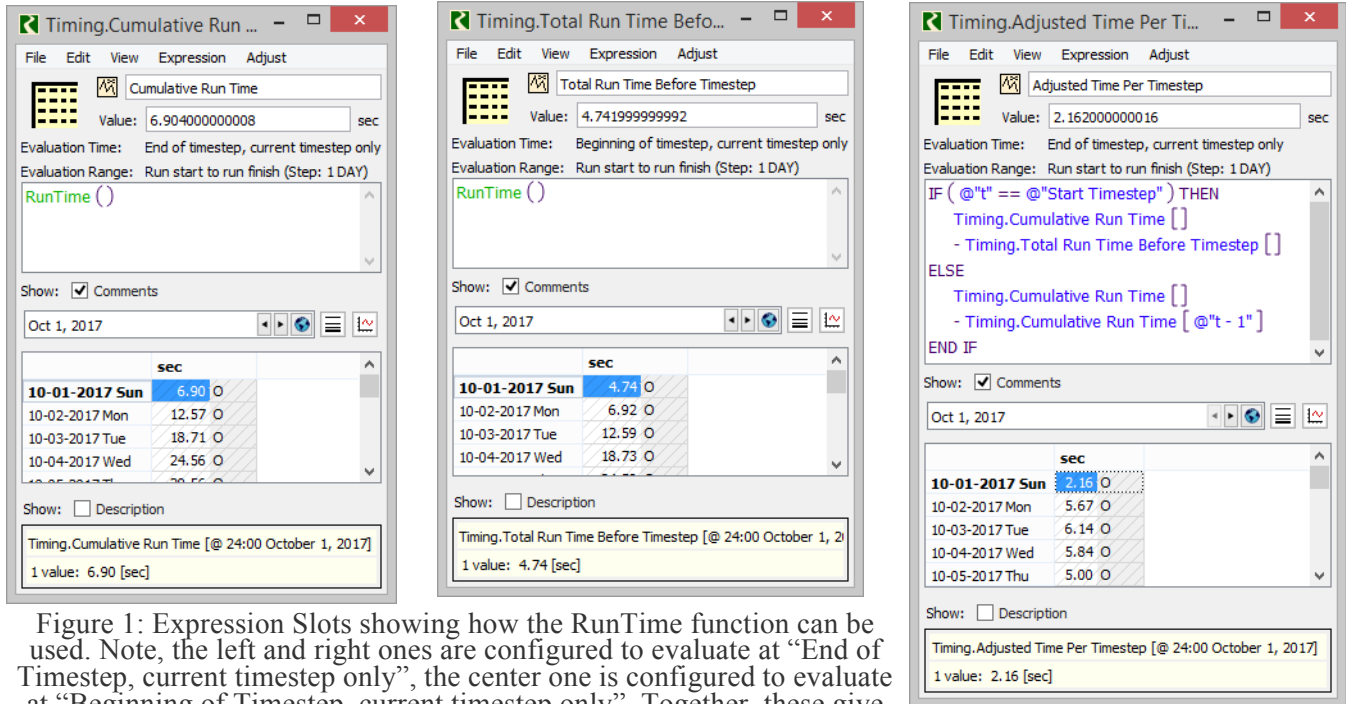 Timing.Cumulative Run ...
File Edit View Expression Adjust
Cumulative Run Time
Value: 6.904000000008 sec
Evaluation Time: End of timestep, current timestep only
Evaluation Range: Run start to run finish (Step: 1 DAY)
RunTime ()
Show: Comments
Oct 1, 2017
sec
10-01-2017 Sun 6.90 O
10-02-2017 Mon 12.57 O
10-03-2017 Tue 18.71 O
10-04-2017 Wed 24.56 O
Show: Description
Timing.Cumulative Run Time [@ 24:00 October 1, 2017]
1 value: 6.90 [sec]
Timing.Total Run Time Befo...
File Edit View Expression Adjust
Total Run Time Before Timestep
Value: 4.741999999992 sec
Evaluation Time: Beginning of timestep, current timestep only
Evaluation Range: Run start to run finish (Step: 1 DAY)
RunTime ()
Show: Comments
Oct 1, 2017
sec
10-01-2017 Sun 4.74 O
10-02-2017 Mon 6.92 O
10-03-2017 Tue 12.59 O
10-04-2017 Wed 18.73 O
Show: Description
Timing.Total Run Time Before Timestep [@ 24:00 October 1, 2
1 value: 4.74 [sec]
Timing.Adjusted Time Per Ti...
File Edit View Expression Adjust
Adjusted Time Per Timestep
Value: 2.162000000016 sec
Evaluation Time: End of timestep, current timestep only
Evaluation Range: Run start to run finish (Step: 1 DAY)
IF ( @"t" == @"Start Timestep" ) THEN
Timing.Cumulative Run Time []
- Timing.Total Run Time Before Timestep []
ELSE
Timing.Cumulative Run Time []
- Timing.Cumulative Run Time [ @"t - 1" ]
END IF
Show: Comments
Oct 1, 2017
sec
10-01-2017 Sun 2.16 O
10-02-2017 Mon 5.67 O
10-03-2017 Tue 6.14 O
10-04-2017 Wed 5.84 O
10-05-2017 Thu 5.00 O
Show: Description
Timing.Adjusted Time Per Timestep [@ 24:00 October 1, 2017]
1 value: 2.16 [sec]
Figure 1: Expression Slots showing how the RunTime function can be
used. Note, the left and right ones are configured to evaluate at “End of
Timestep, current timestep only”, the center one is configured to evaluate
at “Beginning of Timestep, current timestep only”. Together, these give